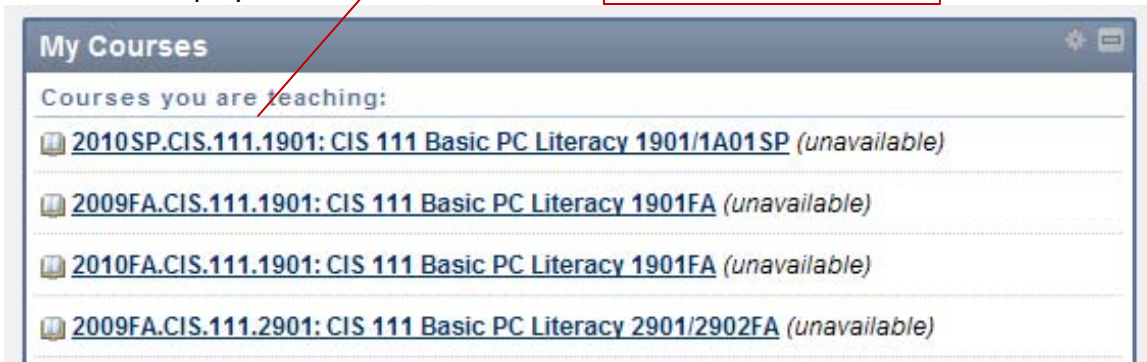 My Courses
Courses you are teaching:
2010SP.CIS.111.1901: CIS 111 Basic PC Literacy 1901/1A01SP (unavailable)
2009FA.CIS.111.1901: CIS 111 Basic PC Literacy 1901FA (unavailable)
2010FA.CIS.111.1901: CIS 111 Basic PC Literacy 1901FA (unavailable)
2009FA.CIS.111.2901: CIS 111 Basic PC Literacy 2901/2902FA (unavailable)